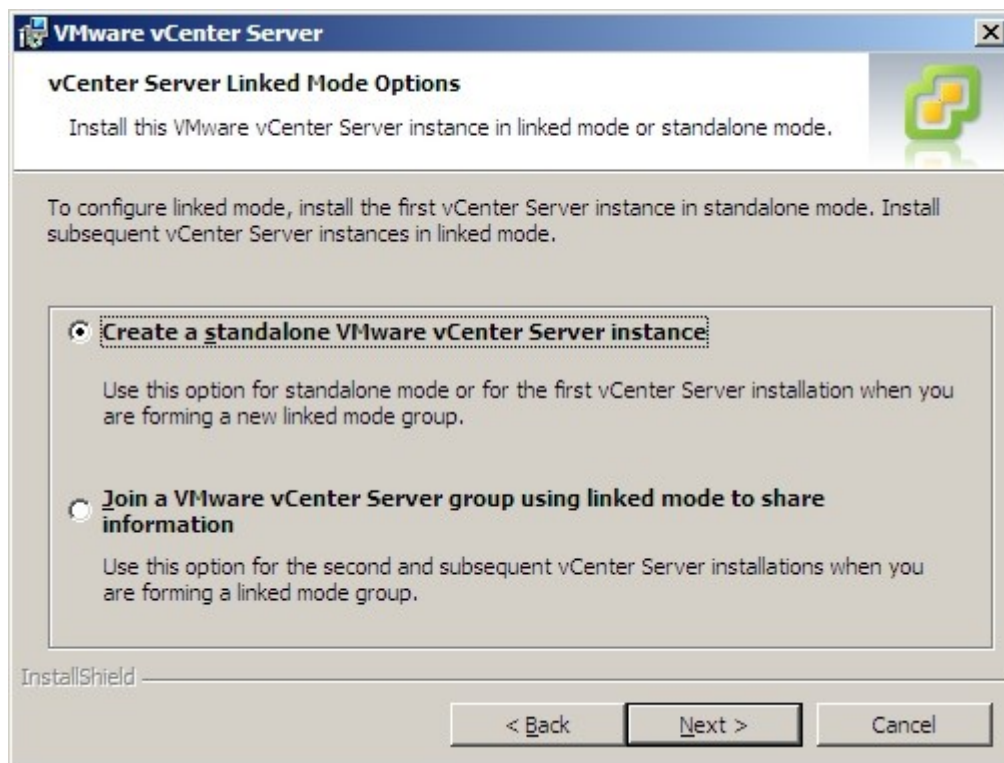 VMware vCenter Server
vCenter Server Linked Mode Options
Install this VMware vCenter Server instance in linked mode or standalone mode.
To configure linked mode, install the first vCenter Server instance in standalone mode. Install
subsequent vCenter Server instances in linked mode.
Create a standalone VMware vCenter Server instance
Use this option for standalone mode or for the first vCenter Server installation when you
are forming a new linked mode group.
Join a VMware vCenter Server group using linked mode to share
information
Use this option for the second and subsequent vCenter Server installations when you
are forming a linked mode group.
InstallShield
< Back
Next >
Cancel